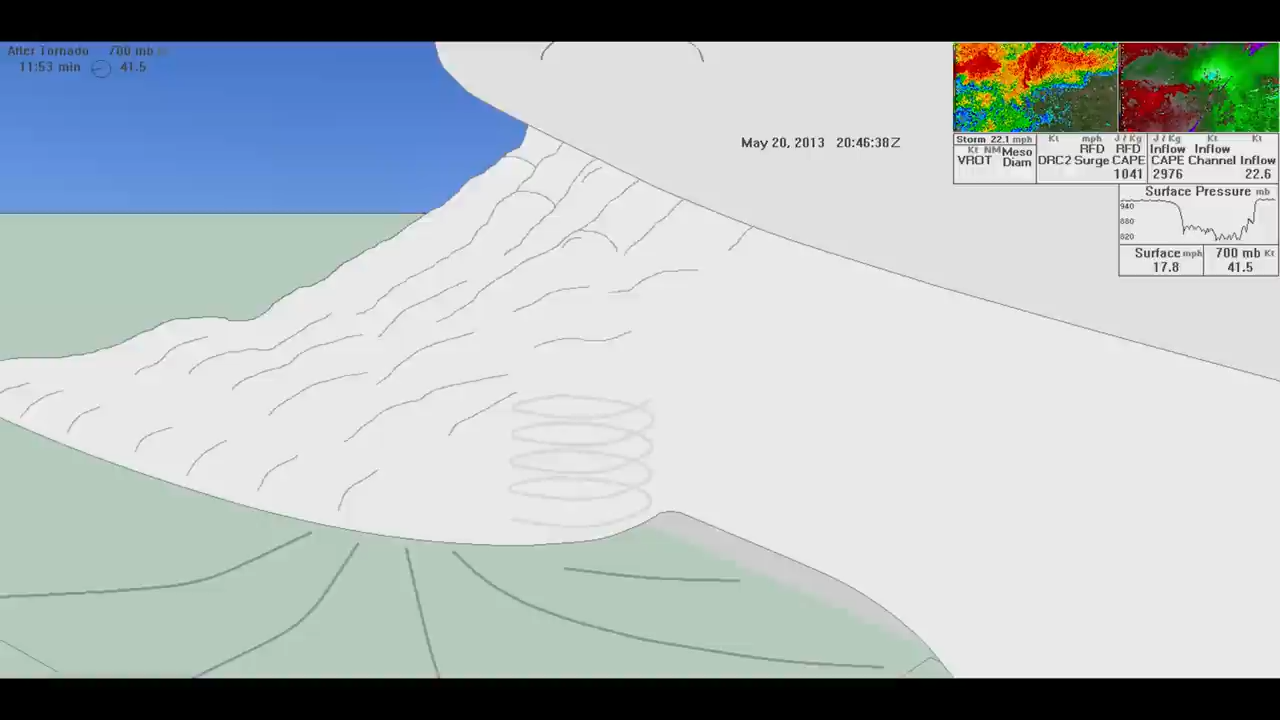 After Tornado 700 mb Kt
11:53 min 41.5
May 20, 2013 20:46:38Z
Storm 22.1 mph
Kt NM
VROT Meso Diam
Kt mph J / Kg
DRC2 RFD Surge RFD CAPE
1041
J / Kg Kt Kt
Inflow CAPE Inflow Channel Inflow
2976 22.6
Surface Pressure mb
940
880
820
Surface mph 700 mb Kt
17.8 41.5